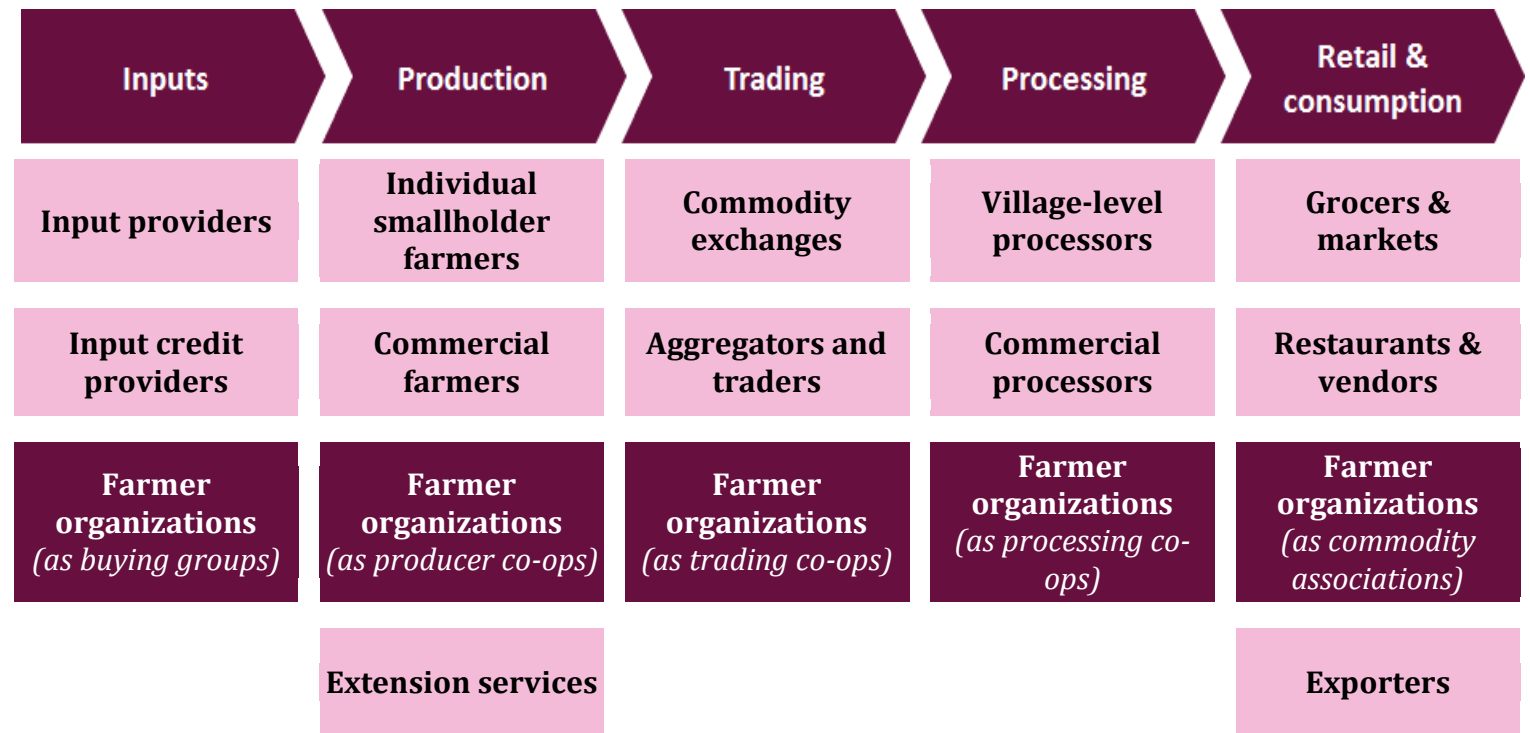 Inputs
Production
Trading
Processing
Retail &
consumption
Input providers
Individual
smallholder
farmers
Commodity
exchanges
Village-level
processors
Grocers &
markets
Input credit
providers
Commercial
farmers
Aggregators and
traders
Commercial
processors
Restaurants &
vendors
Farmer
organizations
(as buying groups)
Farmer
organizations
(as producer co-ops)
Farmer
organizations
(as trading co-ops)
Farmer
organizations
(as processing co-
ops)
Farmer
organizations
(as commodity
associations)
Extension services
Exporters